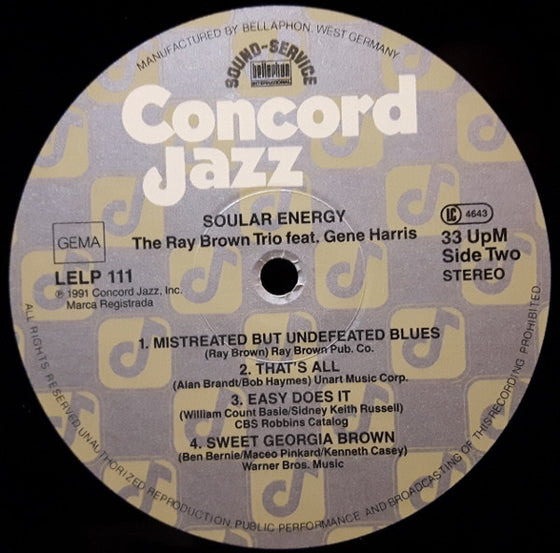 MANUFACTURED BY BELLAPHON, WEST GERMANY
SOUND-SERVICE
bellaphon
INTERNATIONAL
Concord
Jazz
SOULAR ENERGY
The Ray Brown Trio feat. Gene Harris
GEMA
LELP 111
℗ 1991 Concord Jazz, Inc.
Marca Registrada
LC 4643
33 UpM
Side Two
STEREO
1. MISTREATED BUT UNDEFEATED BLUES
(Ray Brown) Ray Brown Pub. Co.
2. THAT'S ALL
(Alan Brandt/Bob Haymes) Unart Music Corp.
3. EASY DOES IT
(William Count Basie/Sidney Keith Russell)
CBS Robbins Catalog
4. SWEET GEORGIA BROWN
(Ben Bernie/Maceo Pinkard/Kenneth Casey)
Warner Bros. Music
ALL RIGHTS RESERVED UNAUTHORIZED REPRODUCTION, PUBLIC PERFORMANCE AND BROADCASTING OF THIS RECORDING PROHIBITED